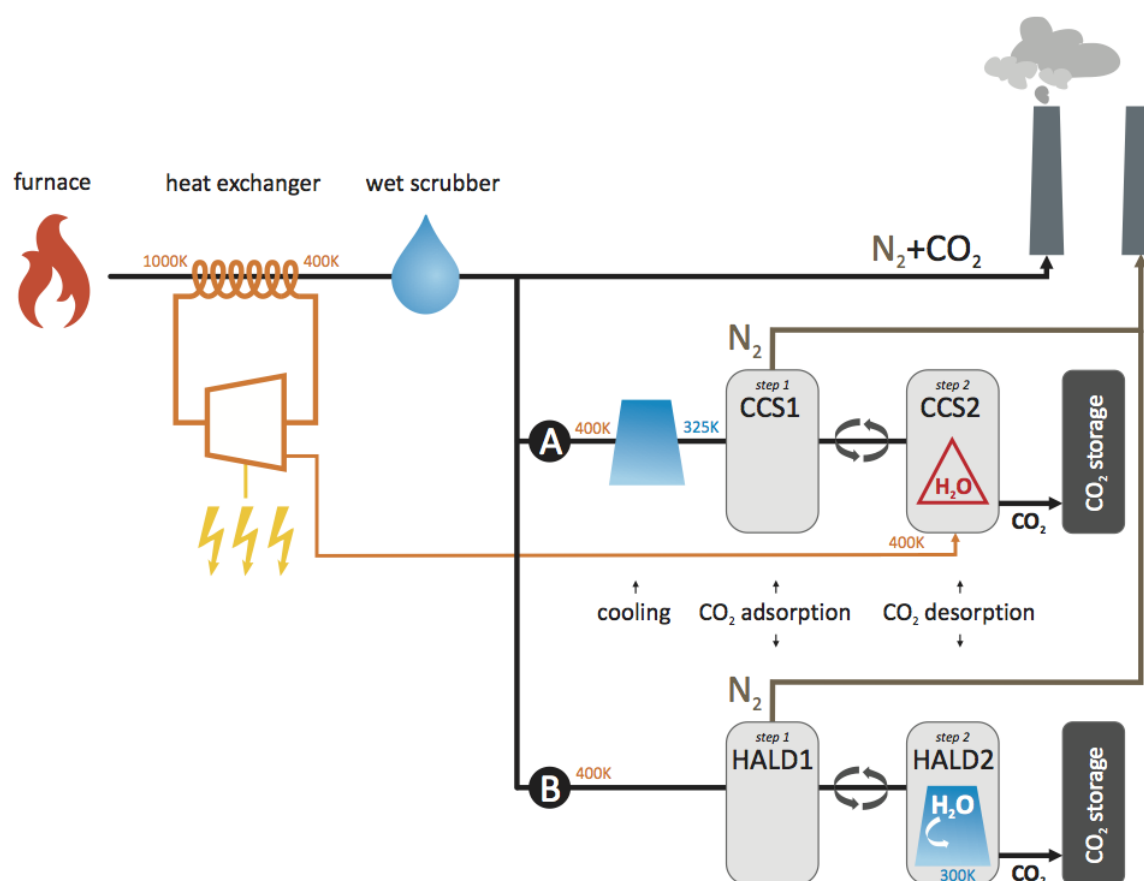 furnace
heat exchanger
wet scrubber
1000K
400K
N₂+CO₂
N₂
step 1
CCS1
step 2
CCS2
A
400K
325K
H₂O
CO₂
CO₂ storage
400K
cooling
CO₂ adsorption
CO₂ desorption
N₂
step 1
HALD1
step 2
HALD2
B
400K
H₂O
300K
CO₂
CO₂ storage